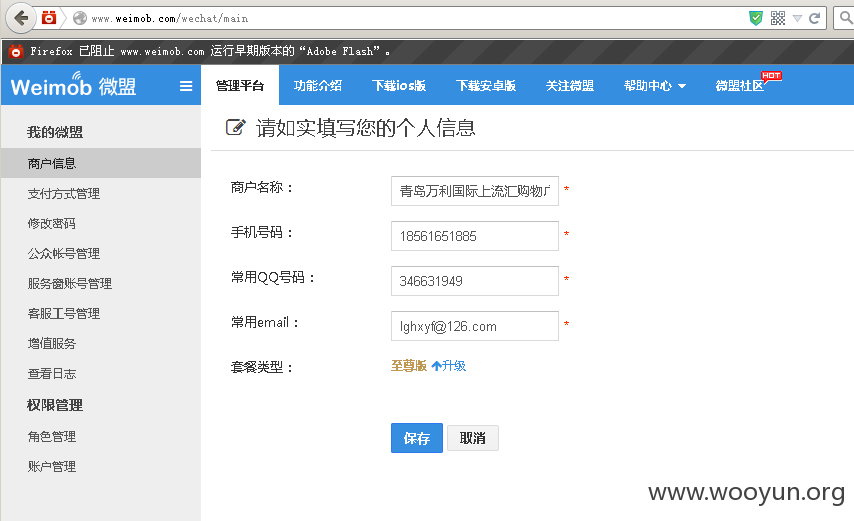 www.weimob.com/wechat/main
Firefox 已阻止 www.weimob.com 运行早期版本的“Adobe Flash”。
Weimob 微盟 管理平台 功能介绍 下载ios版 下载安卓版 关注微盟 帮助中心 微盟社区 HOT
我的微盟
商户信息
支付方式管理
修改密码
公众帐号管理
服务窗账号管理
客服工号管理
增值服务
查看日志
权限管理
角色管理
账户管理
请如实填写您的个人信息
商户名称： 青岛万利国际上流汇购物广 *
手机号码： 18561651885 *
常用QQ号码： 346631949 *
常用email： lghxyf@126.com *
套餐类型： 至尊版 升级
保存 取消
www.wooyun.org